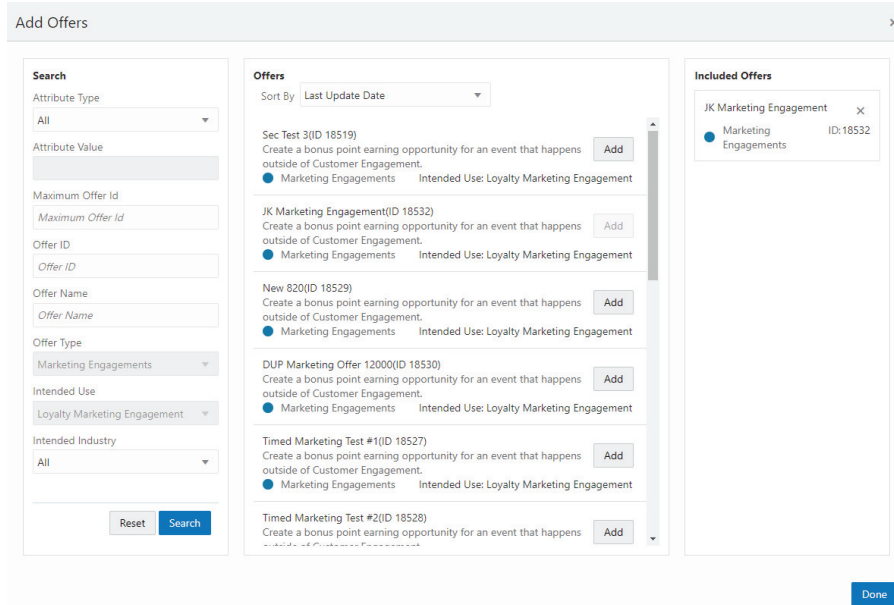 Add Offers
×
Search
Attribute Type
All
Attribute Value
Maximum Offer Id
Maximum Offer Id
Offer ID
Offer ID
Offer Name
Offer Name
Offer Type
Marketing Engagements
Intended Use
Loyalty Marketing Engagement
Intended Industry
All
Reset Search
Offers
Sort By Last Update Date
Sec Test 3(ID 18519)
Create a bonus point earning opportunity for an event that happens
outside of Customer Engagement.
Add
Marketing Engagements Intended Use: Loyalty Marketing Engagement
JK Marketing Engagement(ID 18532)
Create a bonus point earning opportunity for an event that happens
outside of Customer Engagement.
Add
Marketing Engagements Intended Use: Loyalty Marketing Engagement
New 820(ID 18529)
Create a bonus point earning opportunity for an event that happens
outside of Customer Engagement.
Add
Marketing Engagements Intended Use: Loyalty Marketing Engagement
DUP Marketing Offer 12000(ID 18530)
Create a bonus point earning opportunity for an event that happens
outside of Customer Engagement.
Add
Marketing Engagements Intended Use: Loyalty Marketing Engagement
Timed Marketing Test #1(ID 18527)
Create a bonus point earning opportunity for an event that happens
outside of Customer Engagement.
Add
Marketing Engagements Intended Use: Loyalty Marketing Engagement
Timed Marketing Test #2(ID 18528)
Create a bonus point earning opportunity for an event that happens
outside of Customer Engagement.
Add
Included Offers
JK Marketing Engagement ×
Marketing ID:18532
Engagements
Done